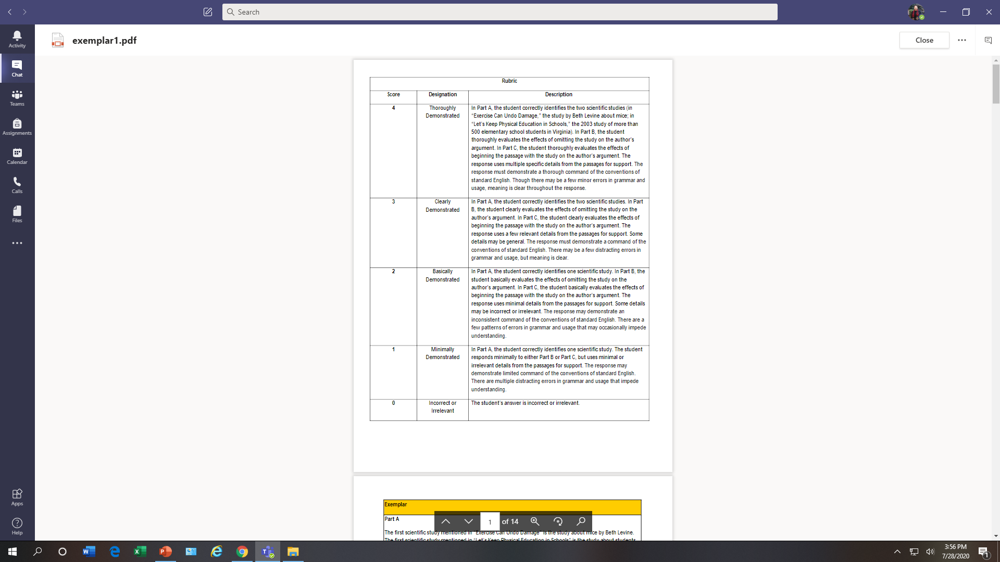 Search
Activity
Chat
Teams
Assignments
Calendar
Calls
Files
Apps
Help
exemplar1.pdf
Close
Rubric
Score Designation Description
4 Thoroughly Demonstrated
In Part A, the student correctly identifies the two scientific studies (in
“Exercise Can Undo Damage,” the study by Beth Levine about mice; in
“Let’s Keep Physical Education in Schools,” the 2003 study of more than
500 elementary school students in Virginia). In Part B, the student
thoroughly evaluates the effects of omitting the study on the author’s
argument. In Part C, the student thoroughly evaluates the effects of
beginning the passage with the study on the author’s argument. The
response uses multiple specific details from the passages for support. The
response must demonstrate a thorough command of the conventions of
standard English. Though there may be a few minor errors in grammar and
usage, meaning is clear throughout the response.
3 Clearly Demonstrated
In Part A, the student correctly identifies the two scientific studies. In Part
B, the student clearly evaluates the effects of omitting the study on the
author’s argument. In Part C, the student clearly evaluates the effects of
beginning the passage with the study on the author’s argument. The
response uses a few relevant details from the passages for support. Some
details may be general. The response must demonstrate a command of the
conventions of standard English. There may be a few distracting errors in
grammar and usage, but meaning is clear.
2 Basically Demonstrated
In Part A, the student correctly identifies one scientific study. In Part B, the
student basically evaluates the effects of omitting the study on the
author’s argument. In Part C, the student basically evaluates the effects of
beginning the passage with the study on the author’s argument. The
response uses minimal details from the passages for support. Some details
may be incorrect or irrelevant. The response may demonstrate an
inconsistent command of the conventions of standard English. There are a
few patterns of errors in grammar and usage that may occasionally impede
understanding.
1 Minimally Demonstrated
In Part A, the student correctly identifies one scientific study. The student
responds minimally to either Part B or Part C, but uses minimal or
irrelevant details from the passages for support. The response may
demonstrate limited command of the conventions of standard English.
There are multiple distracting errors in grammar and usage that impede
understanding.
0 Incorrect or Irrelevant
The student’s answer is incorrect or irrelevant.
Exemplar
Part A
The first scientific study mentioned in “Exercise Can Undo Damage” is the study about mice by Beth Levine.
The first scientific study mentioned in “Let’s Keep Physical Education in Schools” is the study about students
1 of 14
3:56 PM
7/28/2020
1